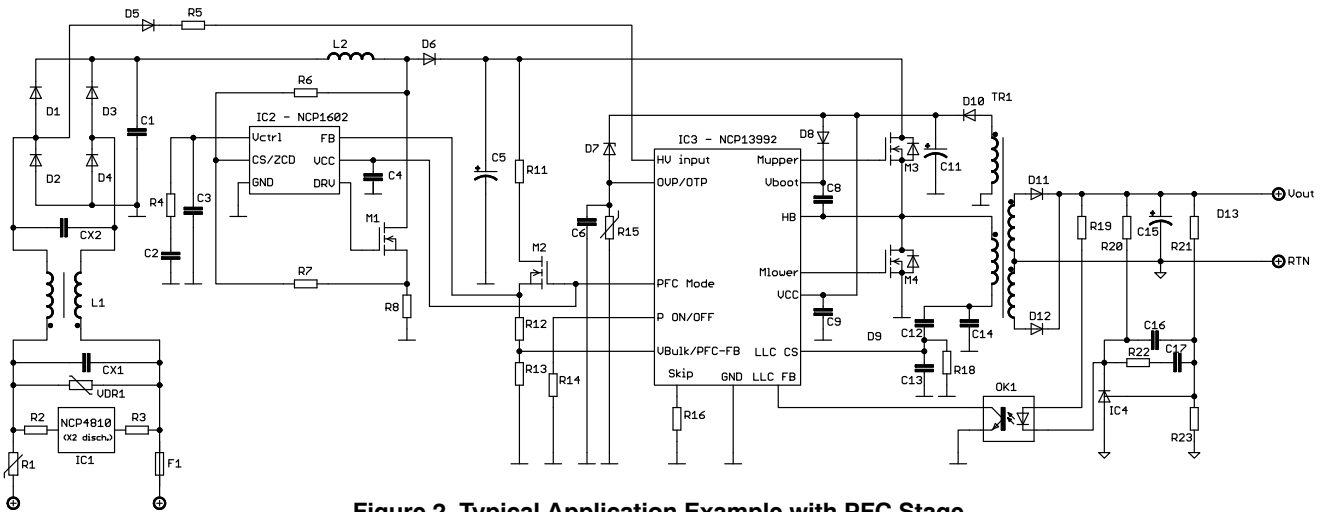 D5
R5
L2
D6
R6
D1
D3
C1
IC2 - NCP1602
Vctrl
FB
CS/ZCD
VCC
GND
DRV
D2
D4
R4
C3
C4
C5
R11
CX2
C2
M1
R7
R8
L1
M2
R12
R13
R14
CX1
VDR1
R2
NCP4810
(X2 disch.)
R3
IC1
R1
F1
D7
D8
D10
TR1
IC3 - NCP13992
HV input
Mupper
OVP/OTP
Vboot
HB
Mlower
PFC Mode
VCC
P ON/OFF
VBulk/PFC-FB
LLC CS
Skip
GND
LLC FB
M3
C11
C8
C6
R15
M4
C9
D9
C12
C14
C13
R18
R16
D11
D12
R19
R20
C15
R21
D13
Vout
RTN
C16
R22
C17
OK1
IC4
R23
Figure 2. Typical Application Example with PFC Stage